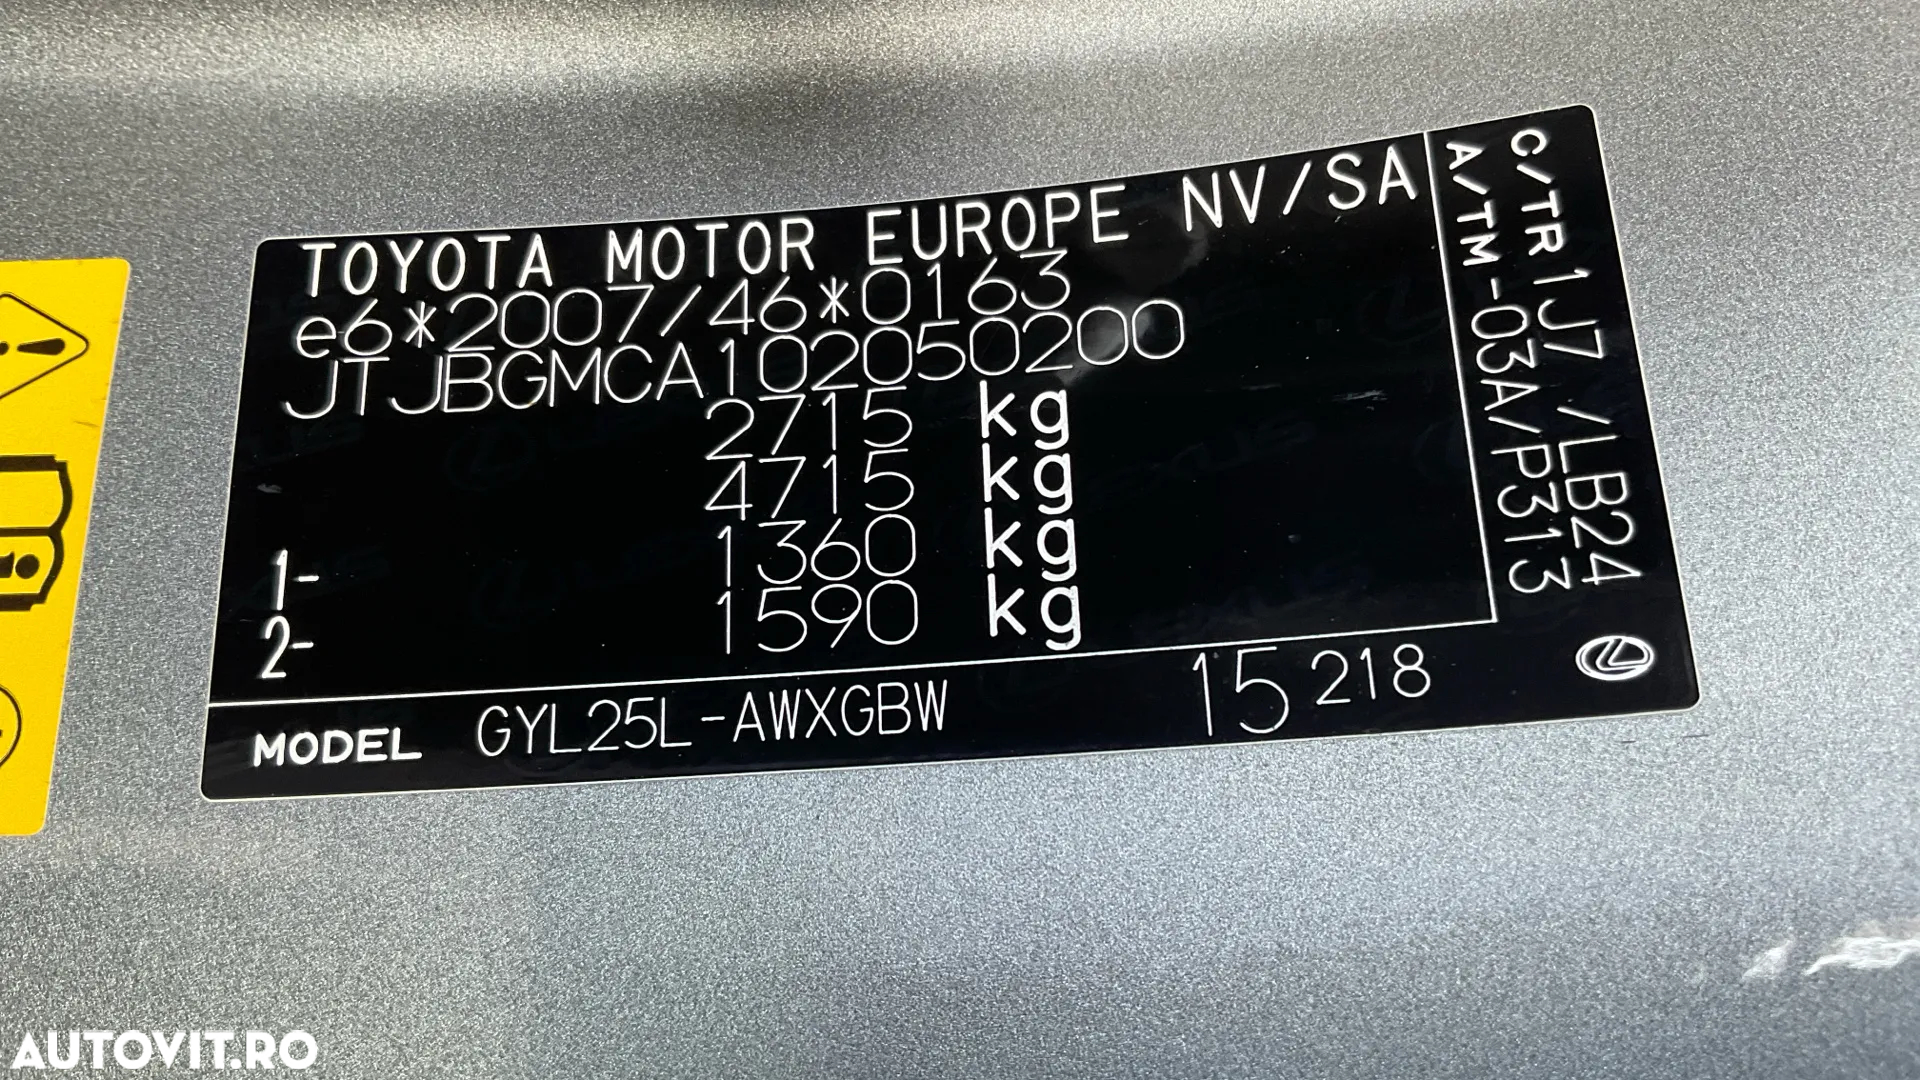 TOYOTA MOTOR EUROPE NV/SA
e6*2007/46*0163
JTJBGMCA102050200
2715 kg
4715 kg
1- 1360 kg
2- 1590 kg
MODEL GYL25L-AWXGBW 15 218
C/TR 1J7 /LB24
A/TM-03A/P313
AUTOVIT.RO